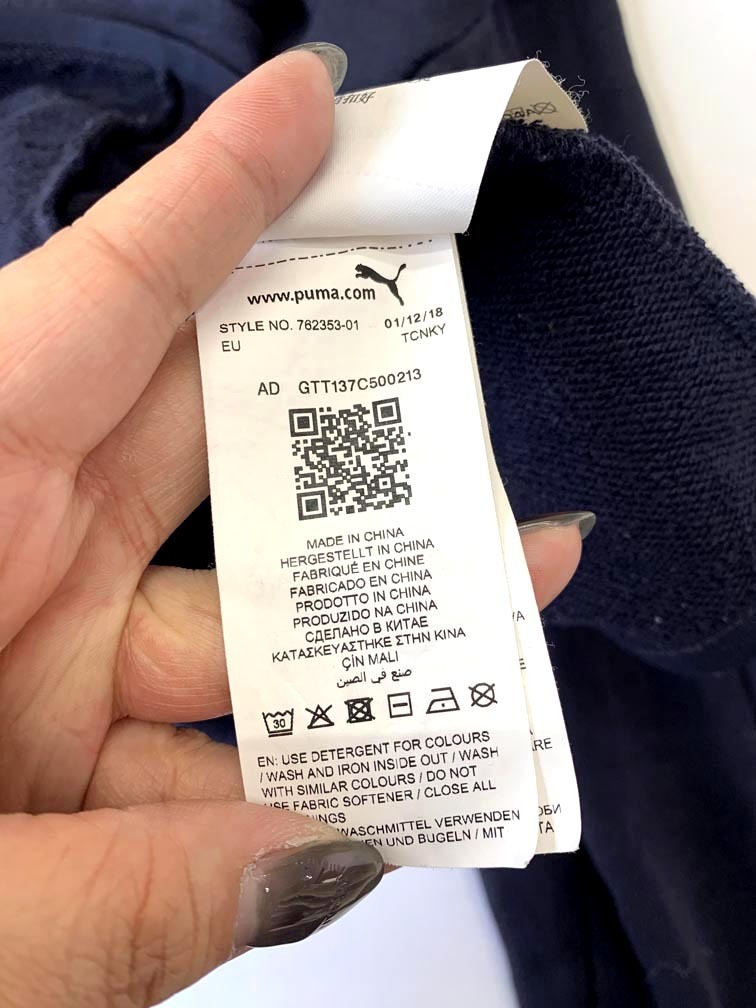 www.puma.com
STYLE NO. 762353-01 01/12/18
EU TCNKY
AD GTT137C500213
MADE IN CHINA
HERGESTELLT IN CHINA
FABRIQUÉ EN CHINE
FABRICADO EN CHINA
PRODOTTO IN CHINA
PRODUZIDO NA CHINA
СДЕЛАНО В КИТАЕ
ΚΑΤΑΣΚΕΥΑΣΤΗΚΕ ΣΤΗΝ ΚΙΝΑ
ÇİN MALI
صنع في الصين
30
EN: USE DETERGENT FOR COLOURS
/ WASH AND IRON INSIDE OUT / WASH
WITH SIMILAR COLOURS / DO NOT
USE FABRIC SOFTENER / CLOSE ALL
WASCHMITTEL VERWENDEN
UND BUGELN / MIT